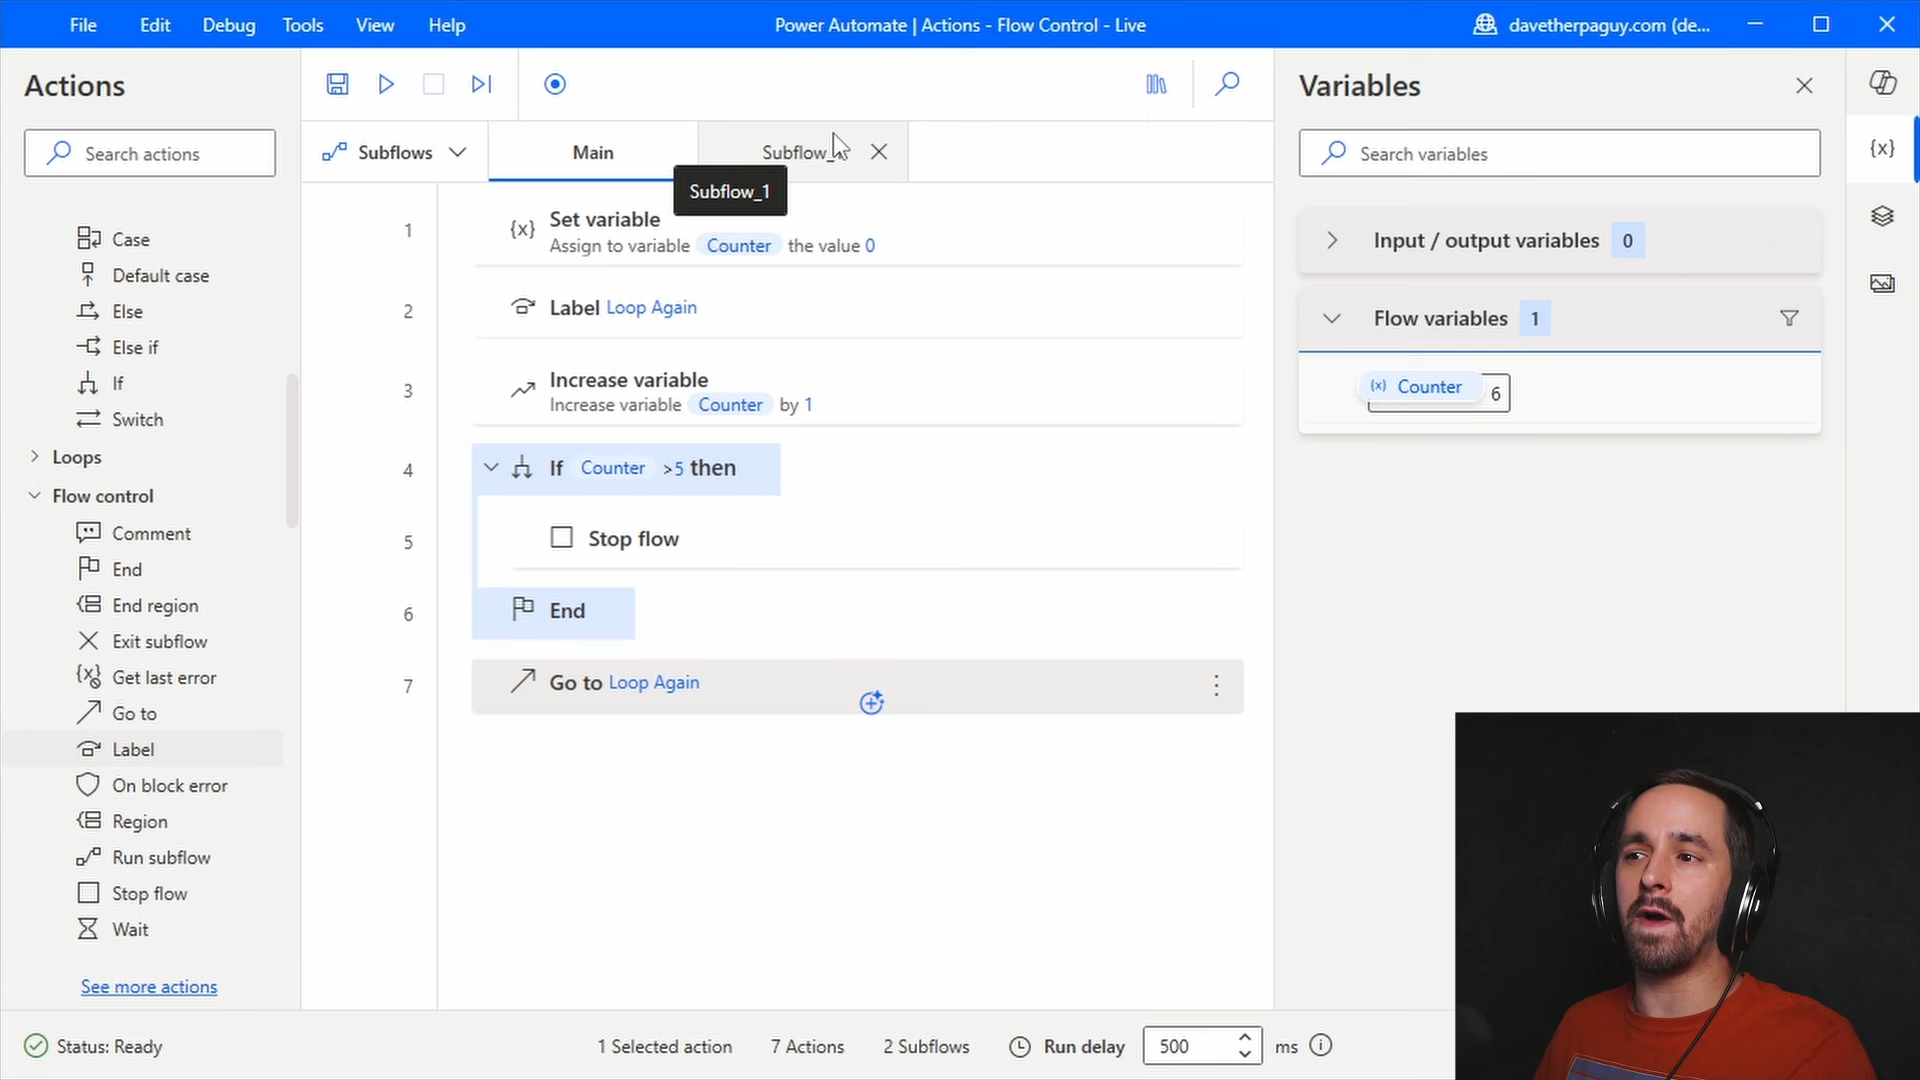 File Edit Debug Tools View Help
Power Automate | Actions - Flow Control - Live
davetherpaguy.com (de...
Actions
Search actions
Case
Default case
Else
Else if
If
Switch
Loops
Flow control
Comment
End
End region
Exit subflow
Get last error
Go to
Label
On block error
Region
Run subflow
Stop flow
Wait
See more actions
Subflows
Main
Subflow_
Subflow_1
1
Set variable
Assign to variable Counter the value 0
2
Label Loop Again
3
Increase variable
Increase variable Counter by 1
4
If Counter >5 then
5
Stop flow
6
End
7
Go to Loop Again
Variables
{x}
Search variables
Input / output variables 0
Flow variables 1
(x) Counter 6
Status: Ready
1 Selected action
7 Actions
2 Subflows
Run delay
500
ms